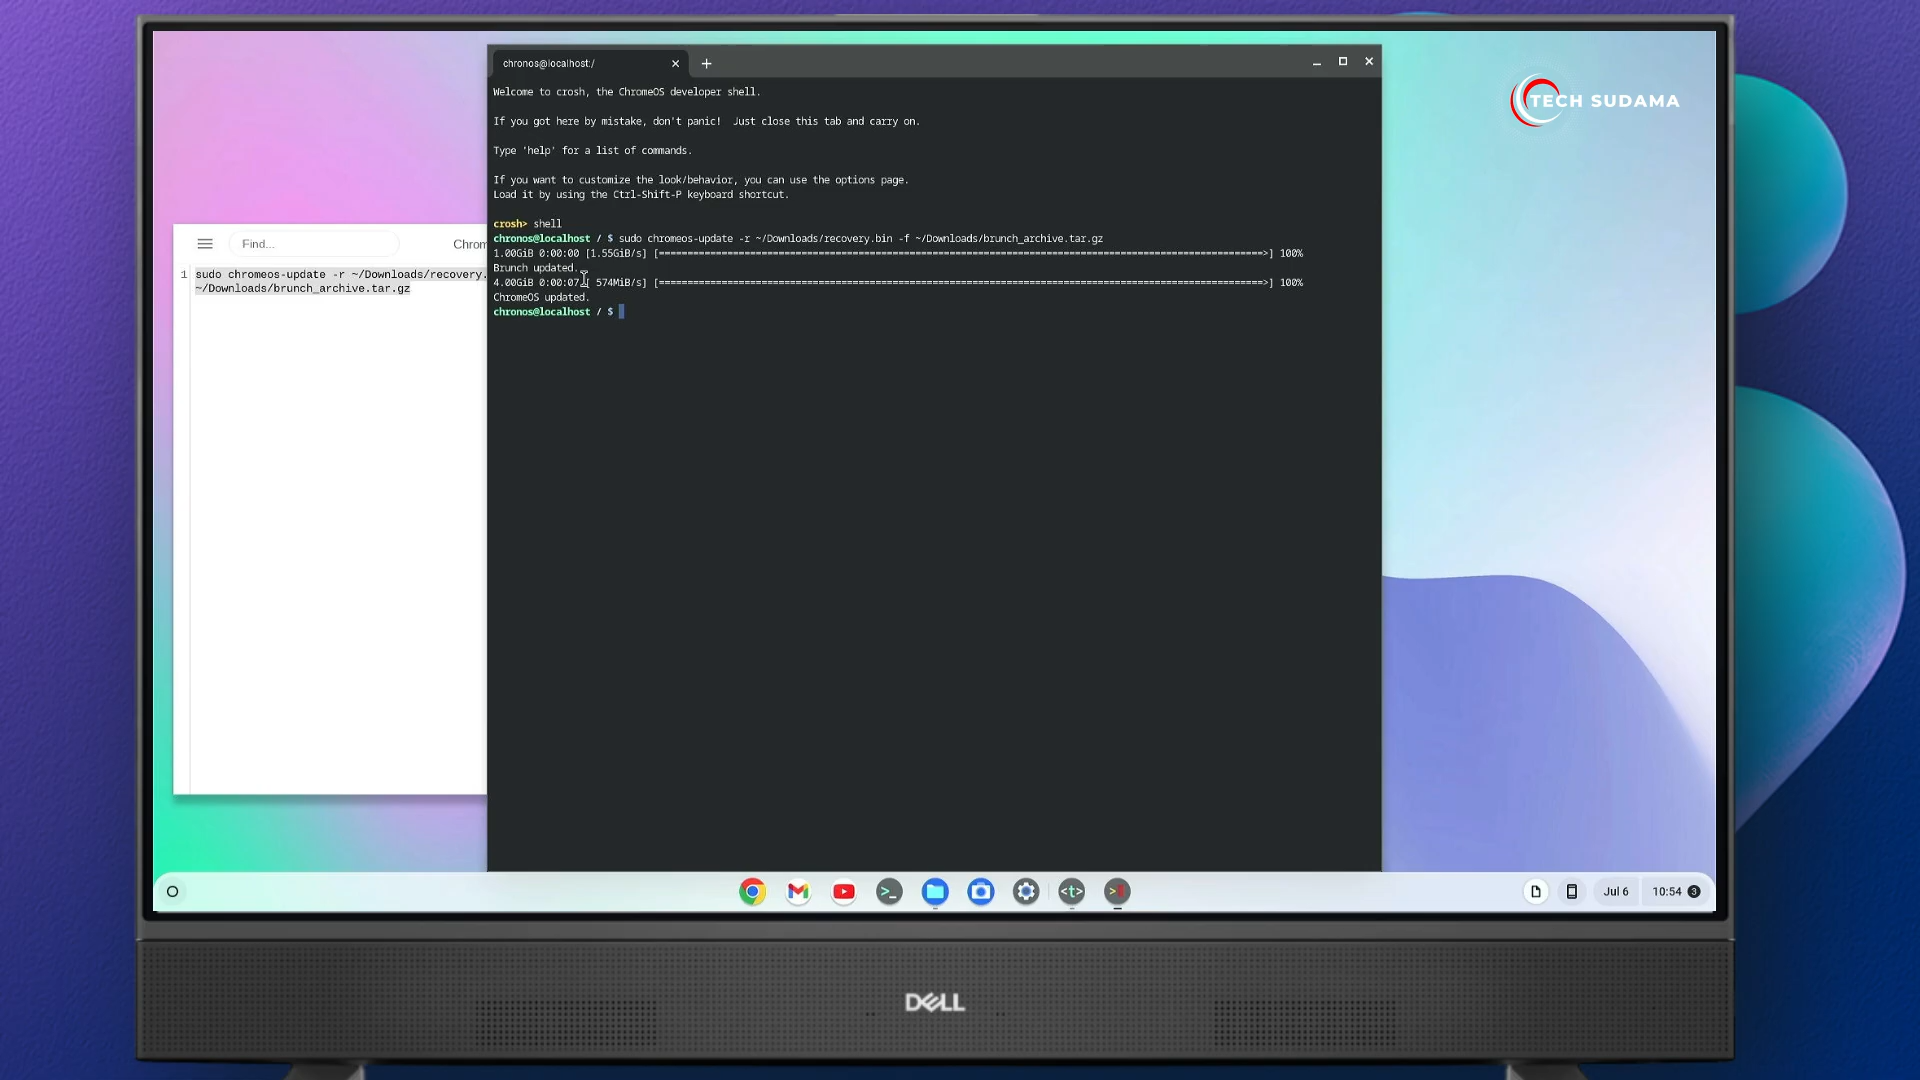 chronos@localhost:/
TECH SUDAMA
Welcome to crosh, the ChromeOS developer shell.
If you got here by mistake, don't panic!  Just close this tab and carry on.
Type 'help' for a list of commands.
If you want to customize the look/behavior, you can use the options page.
Load it by using the Ctrl-Shift-P keyboard shortcut.
crosh> shell
chronos@localhost / $ sudo chromeos-update -r ~/Downloads/recovery.bin -f ~/Downloads/brunch_archive.tar.gz
1.00GiB 0:00:00 [1.55GiB/s] [==================================================>] 100%
Brunch updated.
4.00GiB 0:00:07 [ 574MiB/s] [==================================================>] 100%
ChromeOS updated.
chronos@localhost / $
Find...
Chrom
1 sudo chromeos-update -r ~/Downloads/recovery.
~/Downloads/brunch_archive.tar.gz
Jul 6
10:54
3
DELL